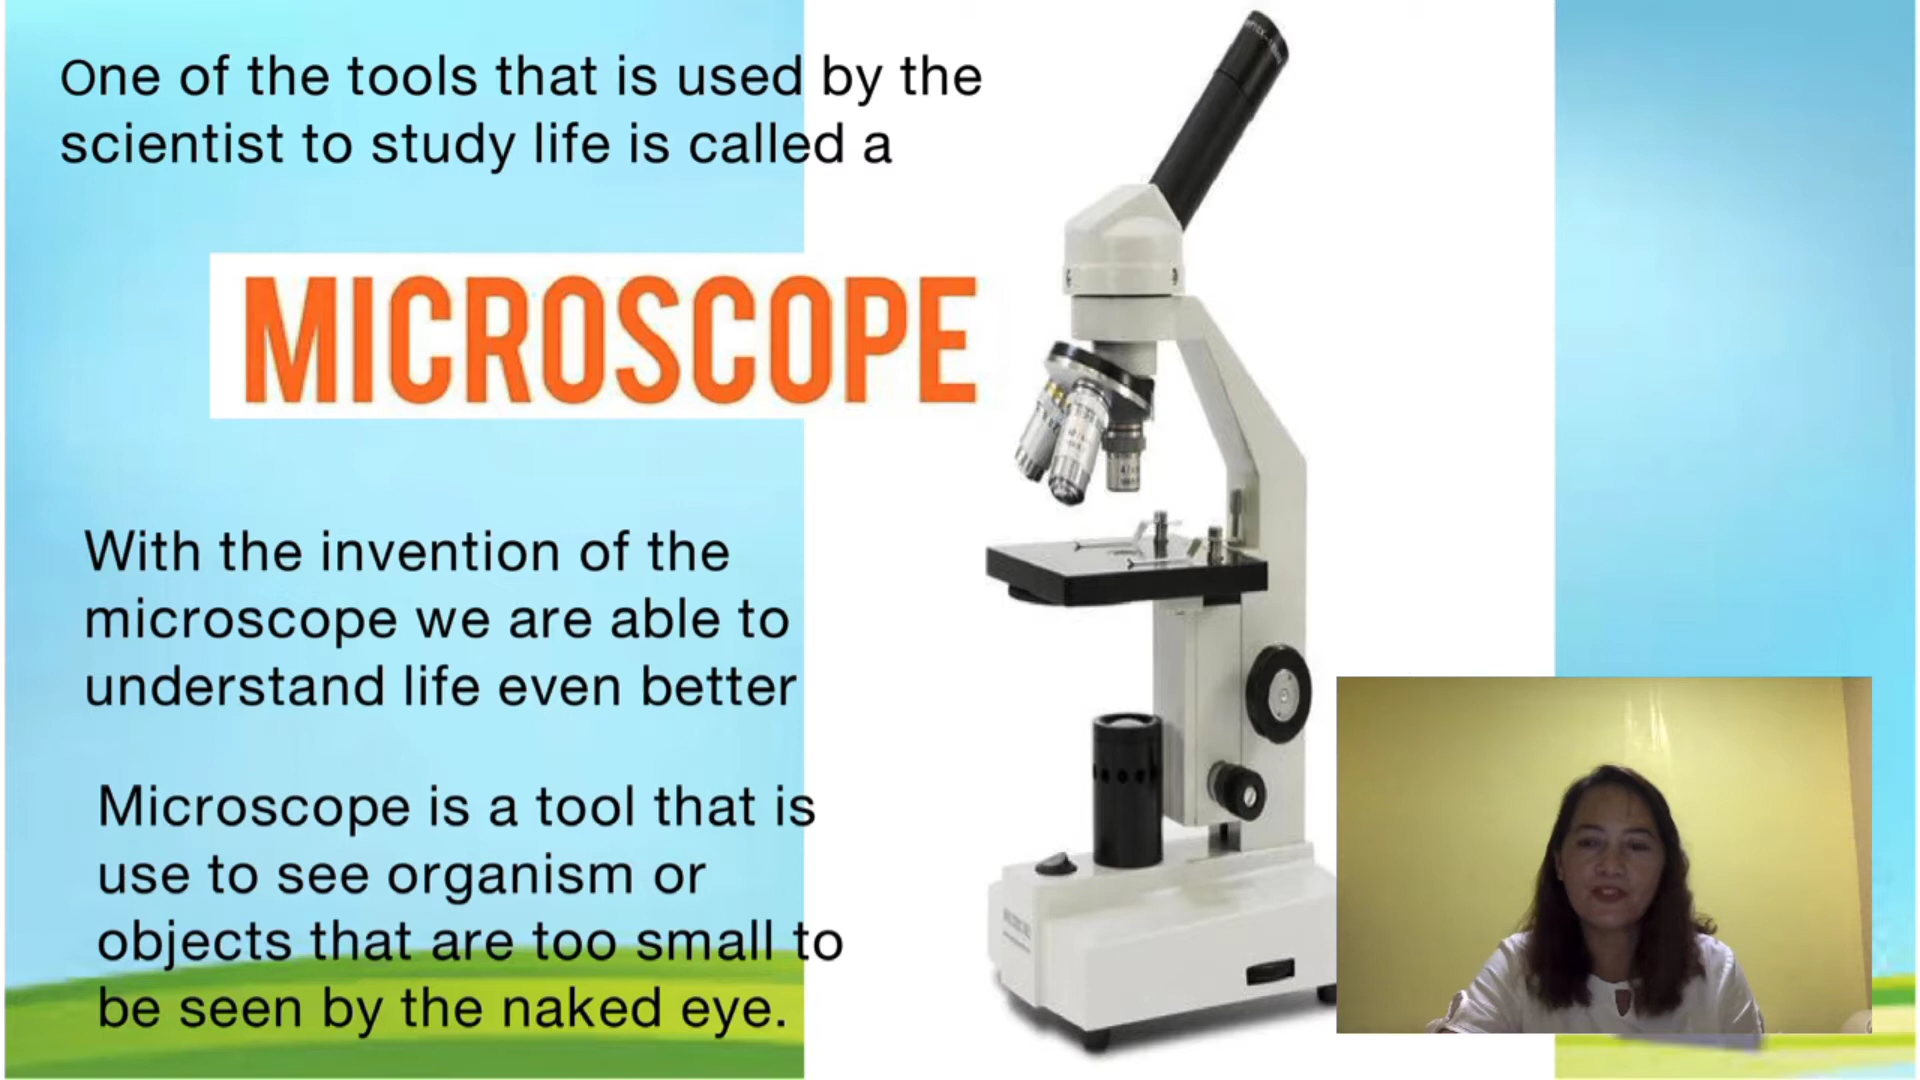 One of the tools that is used by the
scientist to study life is called a
MICROSCOPE
With the invention of the
microscope we are able to
understand life even better
Microscope is a tool that is
use to see organism or
objects that are too small to
be seen by the naked eye.